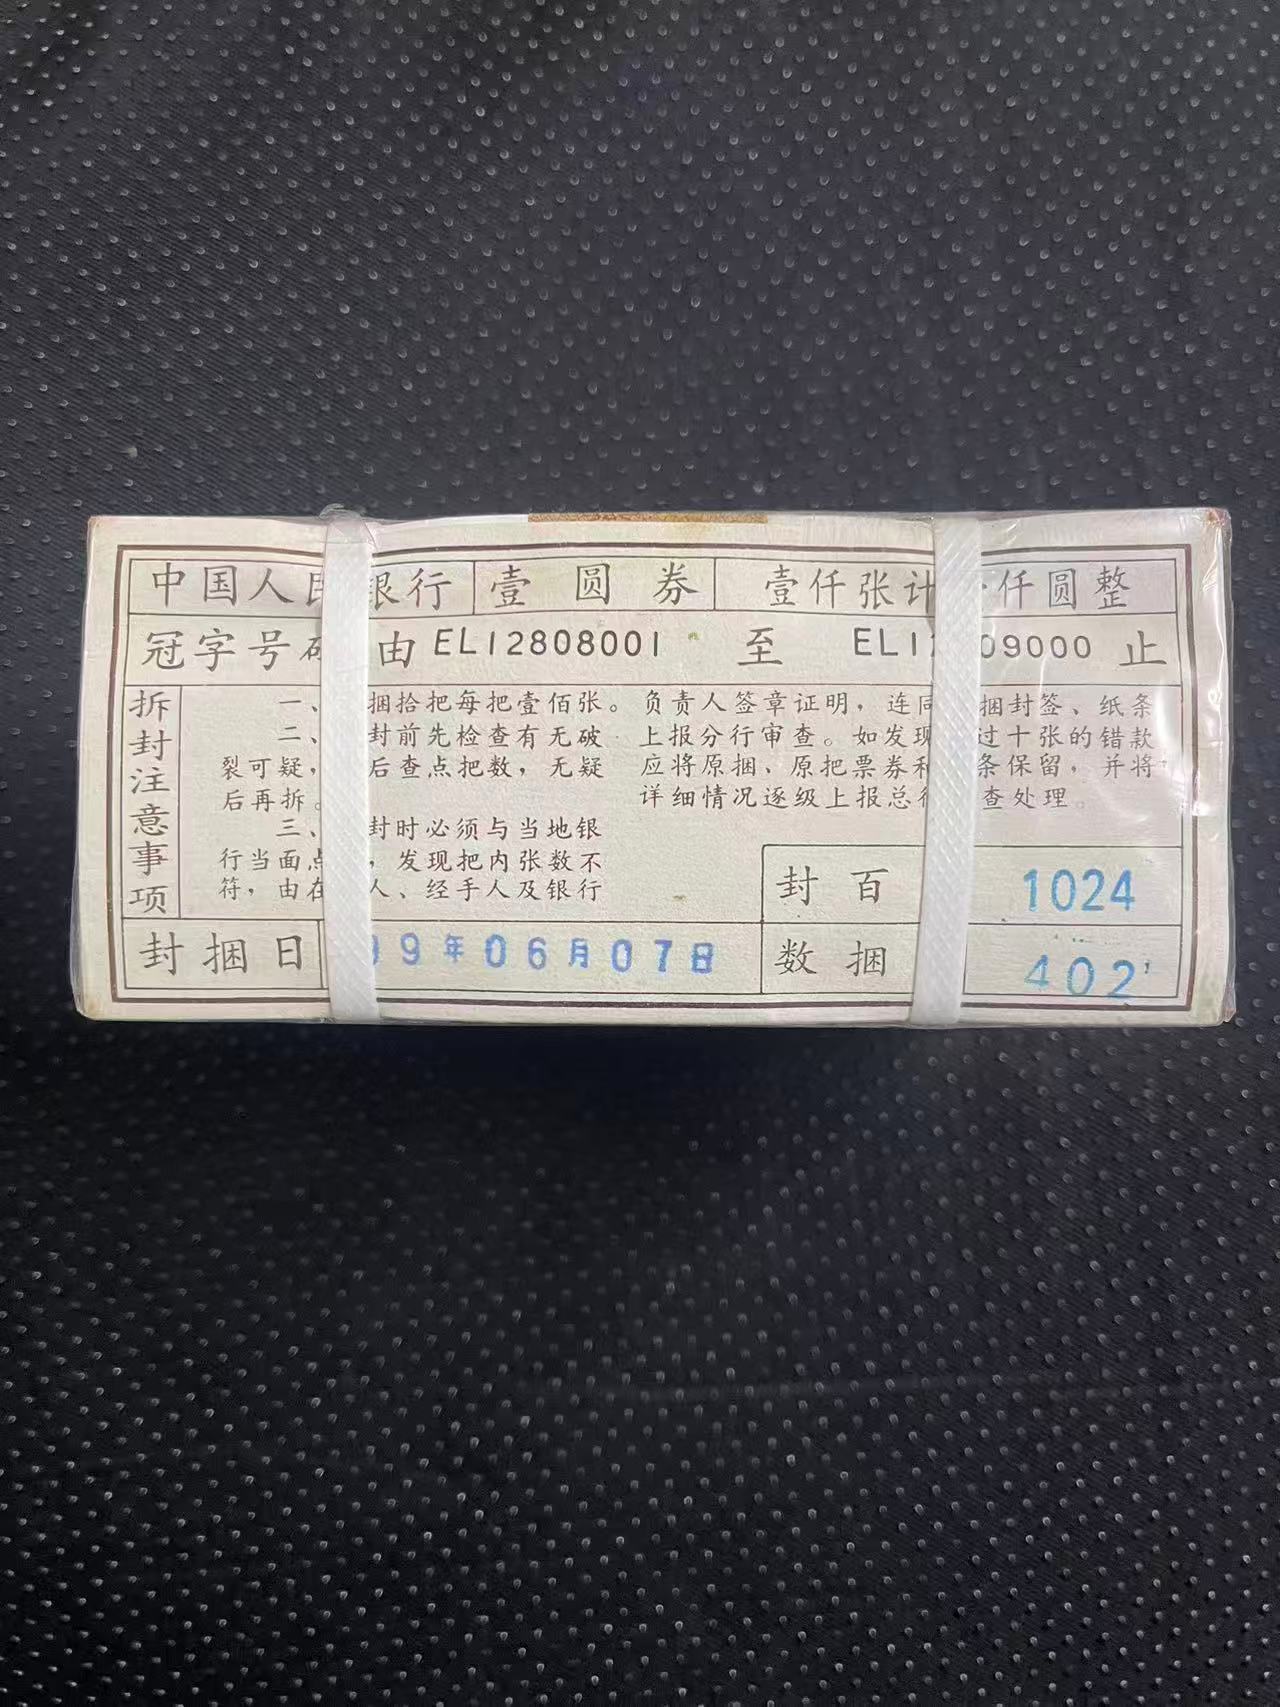 中国人民银行 壹圆券 壹仟张计 仟圆整
冠字号 由 EL12808001 至 EL1 09000 止
拆封注意事项
一、 捆拾把每把壹佰张。
二、 封前先检查有无破
裂可疑, 后查点把数,无疑
后再拆。
三、 封时必须与当地银
行当面点 ,发现把内张数不
符,由在 人、经手人及银行
负责人签章证明,连同 捆封签、纸条
上报分行审查。如发现 过十张的错款,
应将原捆、原把票券和 条保留,并将
详细情况逐级上报总行 查处理。
封百 1024
封捆日 99年06月07日
数捆 402